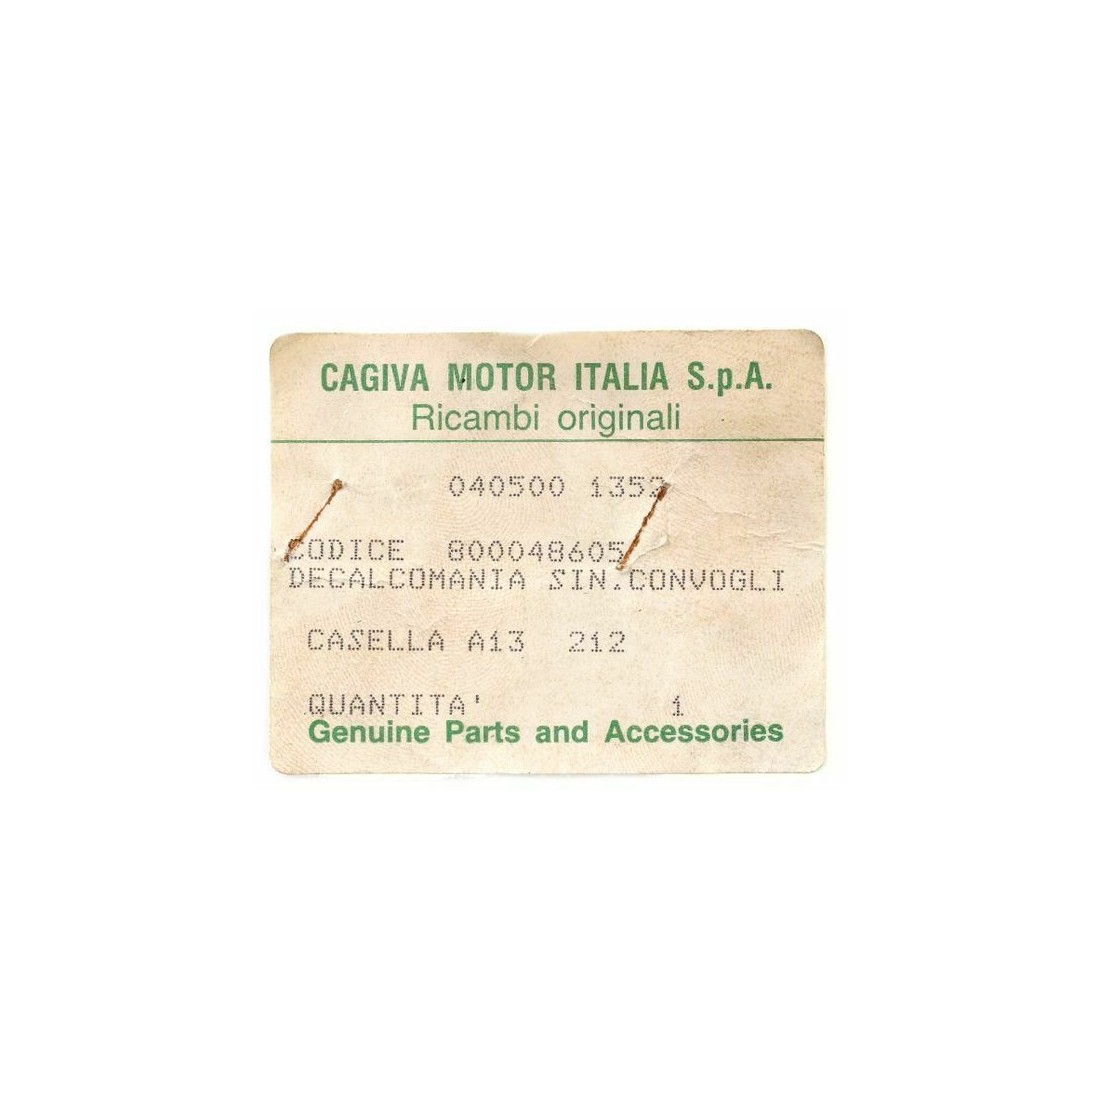 CAGIVA MOTOR ITALIA S.p.A.
Ricambi originali
040500 1352
CODICE 800048605
DECALCOMANIA SIN.CONVOGLI
CASELLA A13 212
QUANTITA' 1
Genuine Parts and Accessories